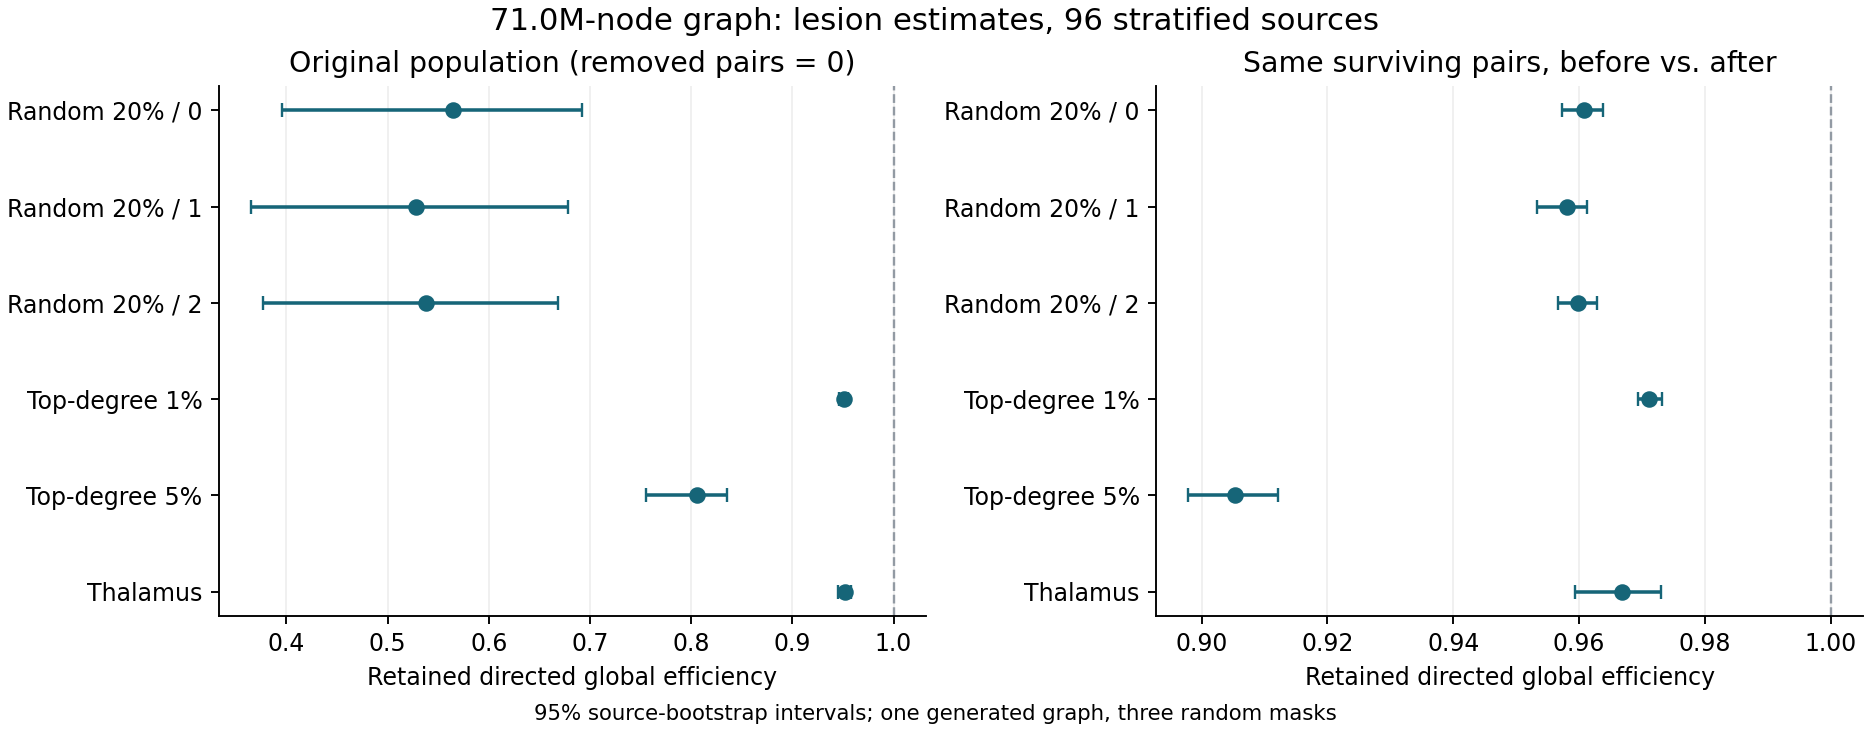 71.0M-node graph: lesion estimates, 96 stratified sources
Original population (removed pairs = 0)
Random 20% / 0
Random 20% / 1
Random 20% / 2
Top-degree 1%
Top-degree 5%
Thalamus
0.4 0.5 0.6 0.7 0.8 0.9 1.0
Retained directed global efficiency
Same surviving pairs, before vs. after
Random 20% / 0
Random 20% / 1
Random 20% / 2
Top-degree 1%
Top-degree 5%
Thalamus
0.90 0.92 0.94 0.96 0.98 1.00
Retained directed global efficiency
95% source-bootstrap intervals; one generated graph, three random masks